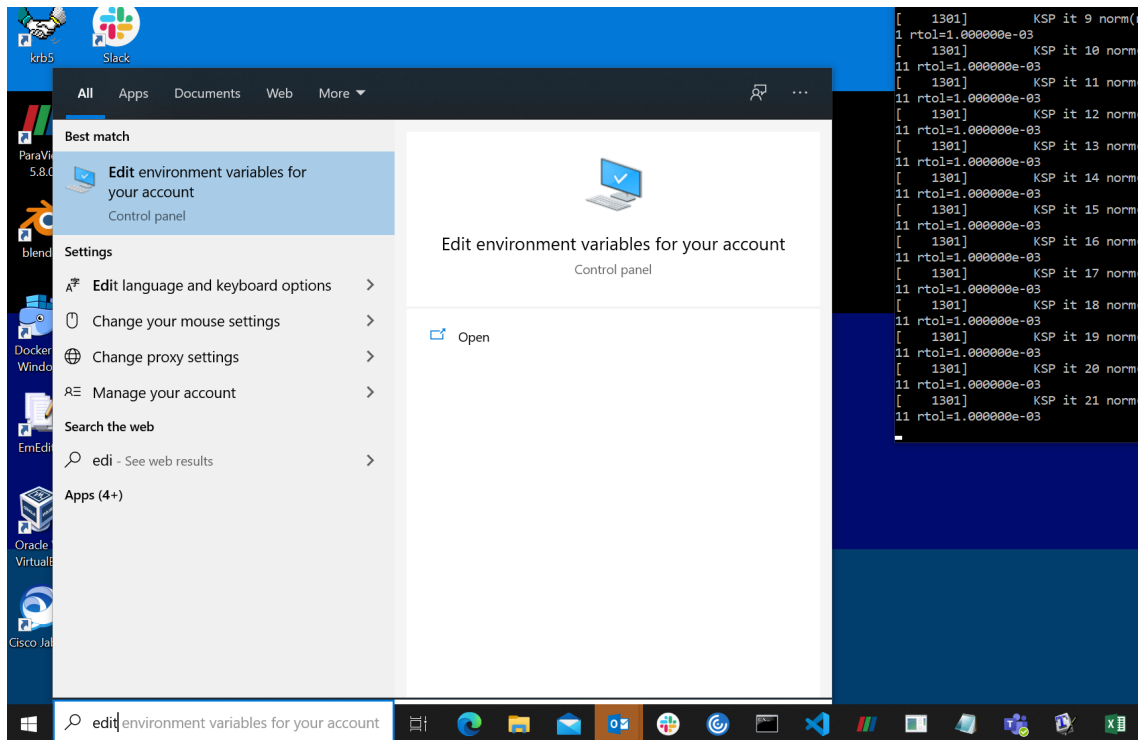 krb5
Slack
All Apps Documents Web More
Best match
Edit environment variables for
your account
Control panel
Settings
Edit language and keyboard options
Change your mouse settings
Change proxy settings
Manage your account
Search the web
edi - See web results
Apps (4+)
Edit environment variables for your account
Control panel
Open
ParaVi
5.8.0
blend
Docker
Windo
EmEdit
Oracle
VirtualB
Cisco Jab
edit environment variables for your account
[ 1301] KSP it 9 norm(
1 rtol=1.000000e-03
[ 1301] KSP it 10 norm
11 rtol=1.000000e-03
[ 1301] KSP it 11 norm
11 rtol=1.000000e-03
[ 1301] KSP it 12 norm
11 rtol=1.000000e-03
[ 1301] KSP it 13 norm
11 rtol=1.000000e-03
[ 1301] KSP it 14 norm
11 rtol=1.000000e-03
[ 1301] KSP it 15 norm
11 rtol=1.000000e-03
[ 1301] KSP it 16 norm
11 rtol=1.000000e-03
[ 1301] KSP it 17 norm
11 rtol=1.000000e-03
[ 1301] KSP it 18 norm
11 rtol=1.000000e-03
[ 1301] KSP it 19 norm
11 rtol=1.000000e-03
[ 1301] KSP it 20 norm
11 rtol=1.000000e-03
[ 1301] KSP it 21 norm
11 rtol=1.000000e-03